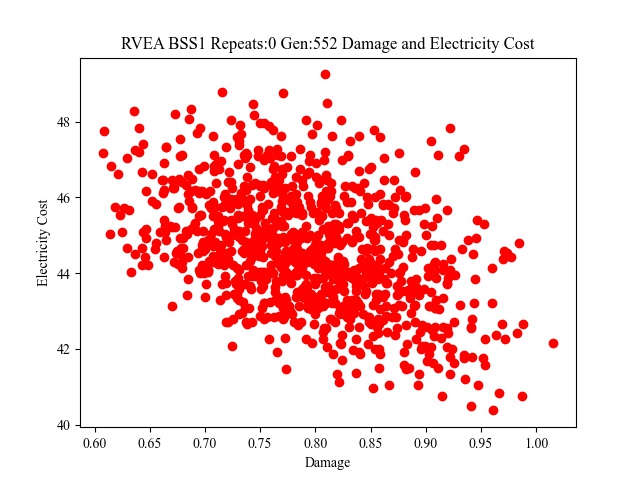 RVEA BSS1 Repeats:0 Gen:552 Damage and Electricity Cost
48
46
44
42
40
Electricity Cost
0.60 0.65 0.70 0.75 0.80 0.85 0.90 0.95 1.00
Damage